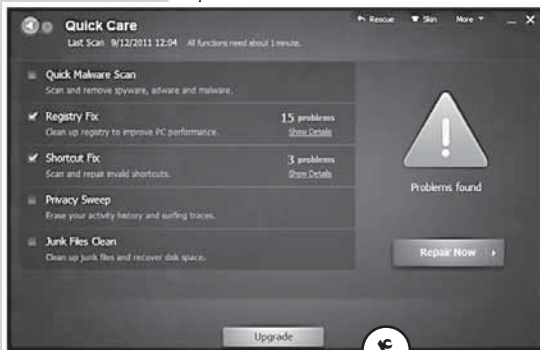 Quick Care
Rescue Skin More
Last Scan 9/12/2011 12:04 All functions need about 1 minute.
Quick Malware Scan
Scan and remove spyware, adware and malware.
Registry Fix 15 problems
Clean up registry to improve PC performance. Show Details
Shortcut Fix 3 problems
Scan and repair invalid shortcuts. Show Details
Problems found
Privacy Sweep
Erase your activity history and surfing traces.
Junk Files Clean
Clean up junk files and recover disk space.
Repair Now
Upgrade